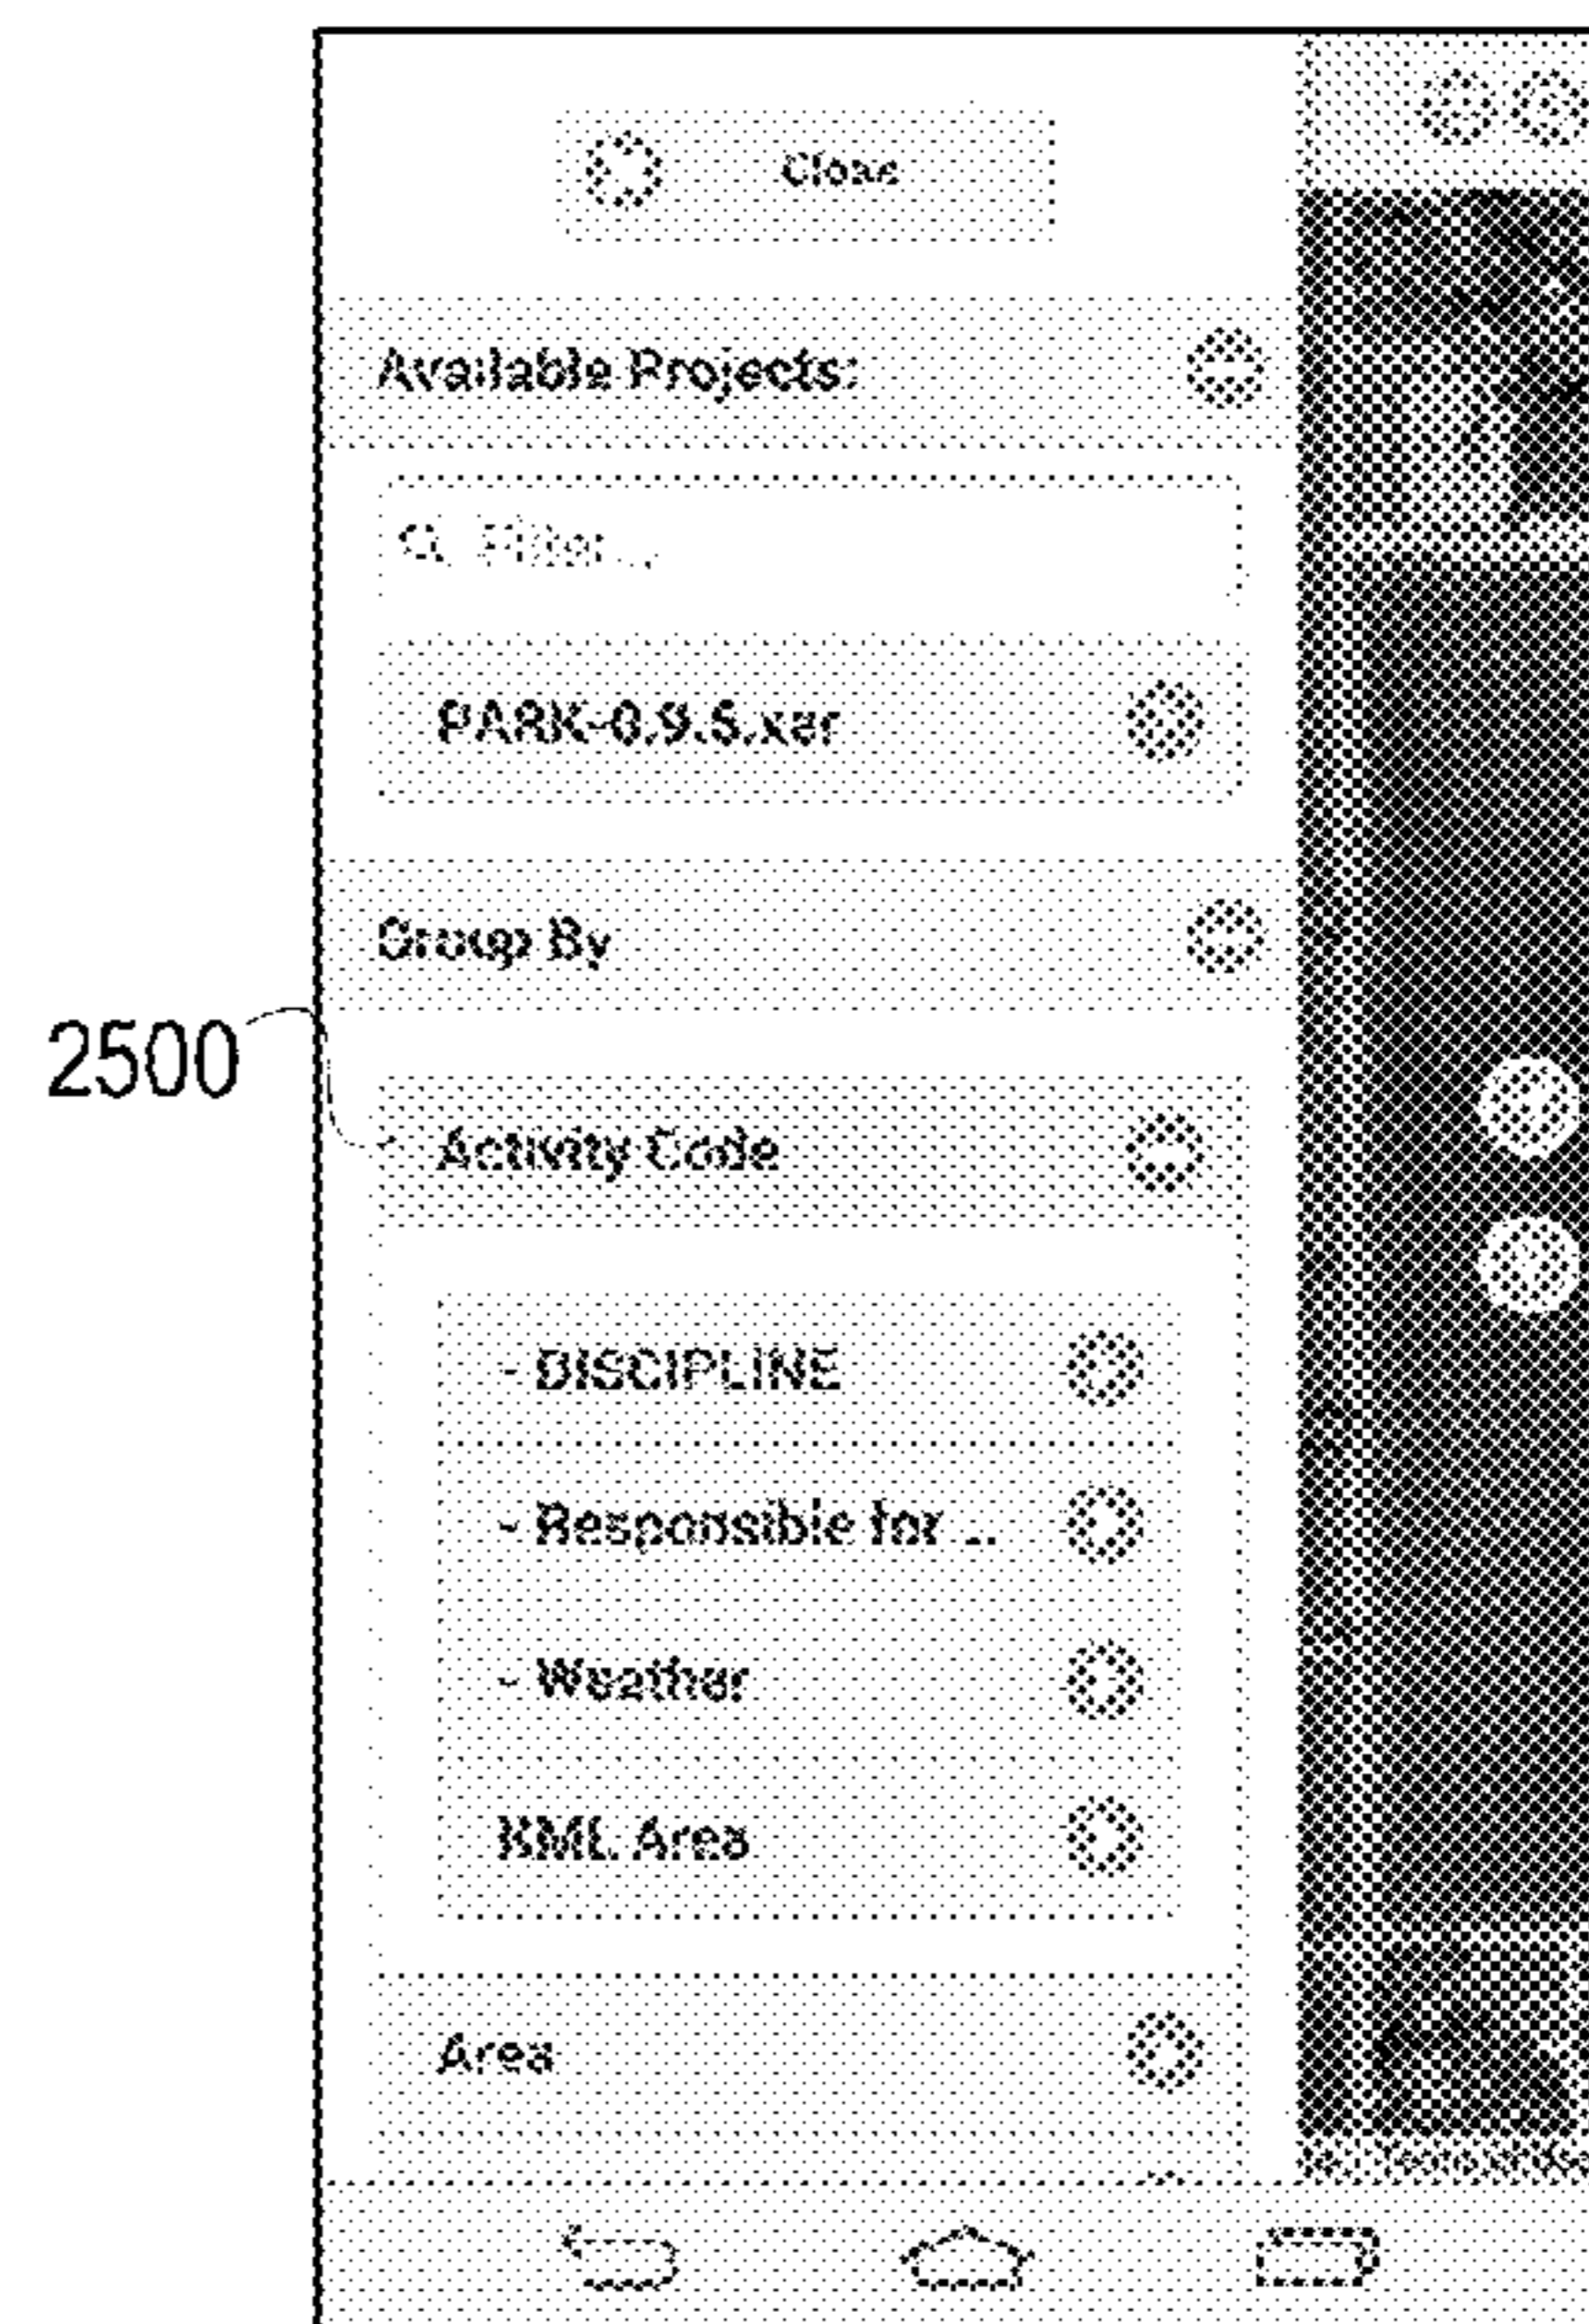 Close
Available Projects:
Filter...
PARK-0.9.5.xer
Group By
2500
Activity Code
- DISCIPLINE
- Responsible for ...
- Weather
KML Area
Area